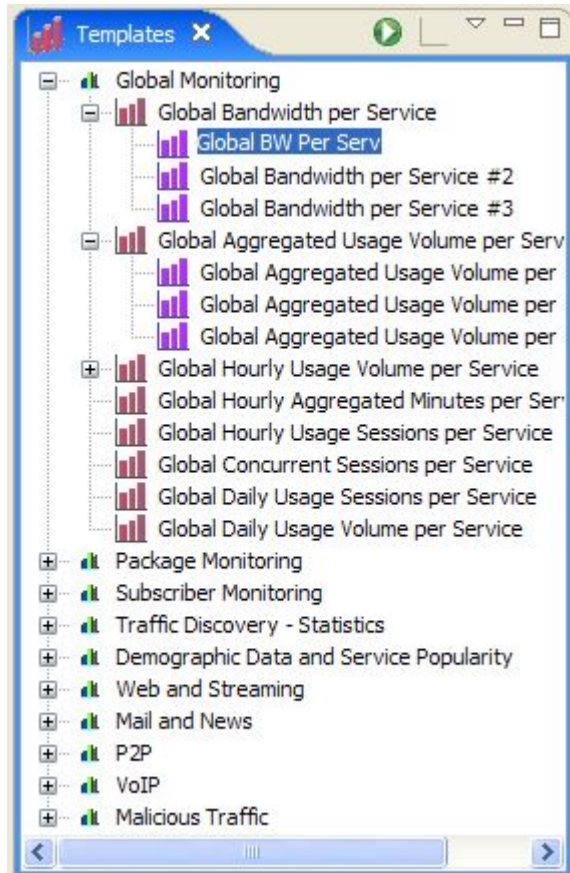 Templates
Global Monitoring
Global Bandwidth per Service
Global BW Per Serv
Global Bandwidth per Service #2
Global Bandwidth per Service #3
Global Aggregated Usage Volume per Serv
Global Aggregated Usage Volume per
Global Aggregated Usage Volume per
Global Aggregated Usage Volume per
Global Hourly Usage Volume per Service
Global Hourly Aggregated Minutes per Ser
Global Hourly Usage Sessions per Service
Global Concurrent Sessions per Service
Global Daily Usage Sessions per Service
Global Daily Usage Volume per Service
Package Monitoring
Subscriber Monitoring
Traffic Discovery - Statistics
Demographic Data and Service Popularity
Web and Streaming
Mail and News
P2P
VoIP
Malicious Traffic